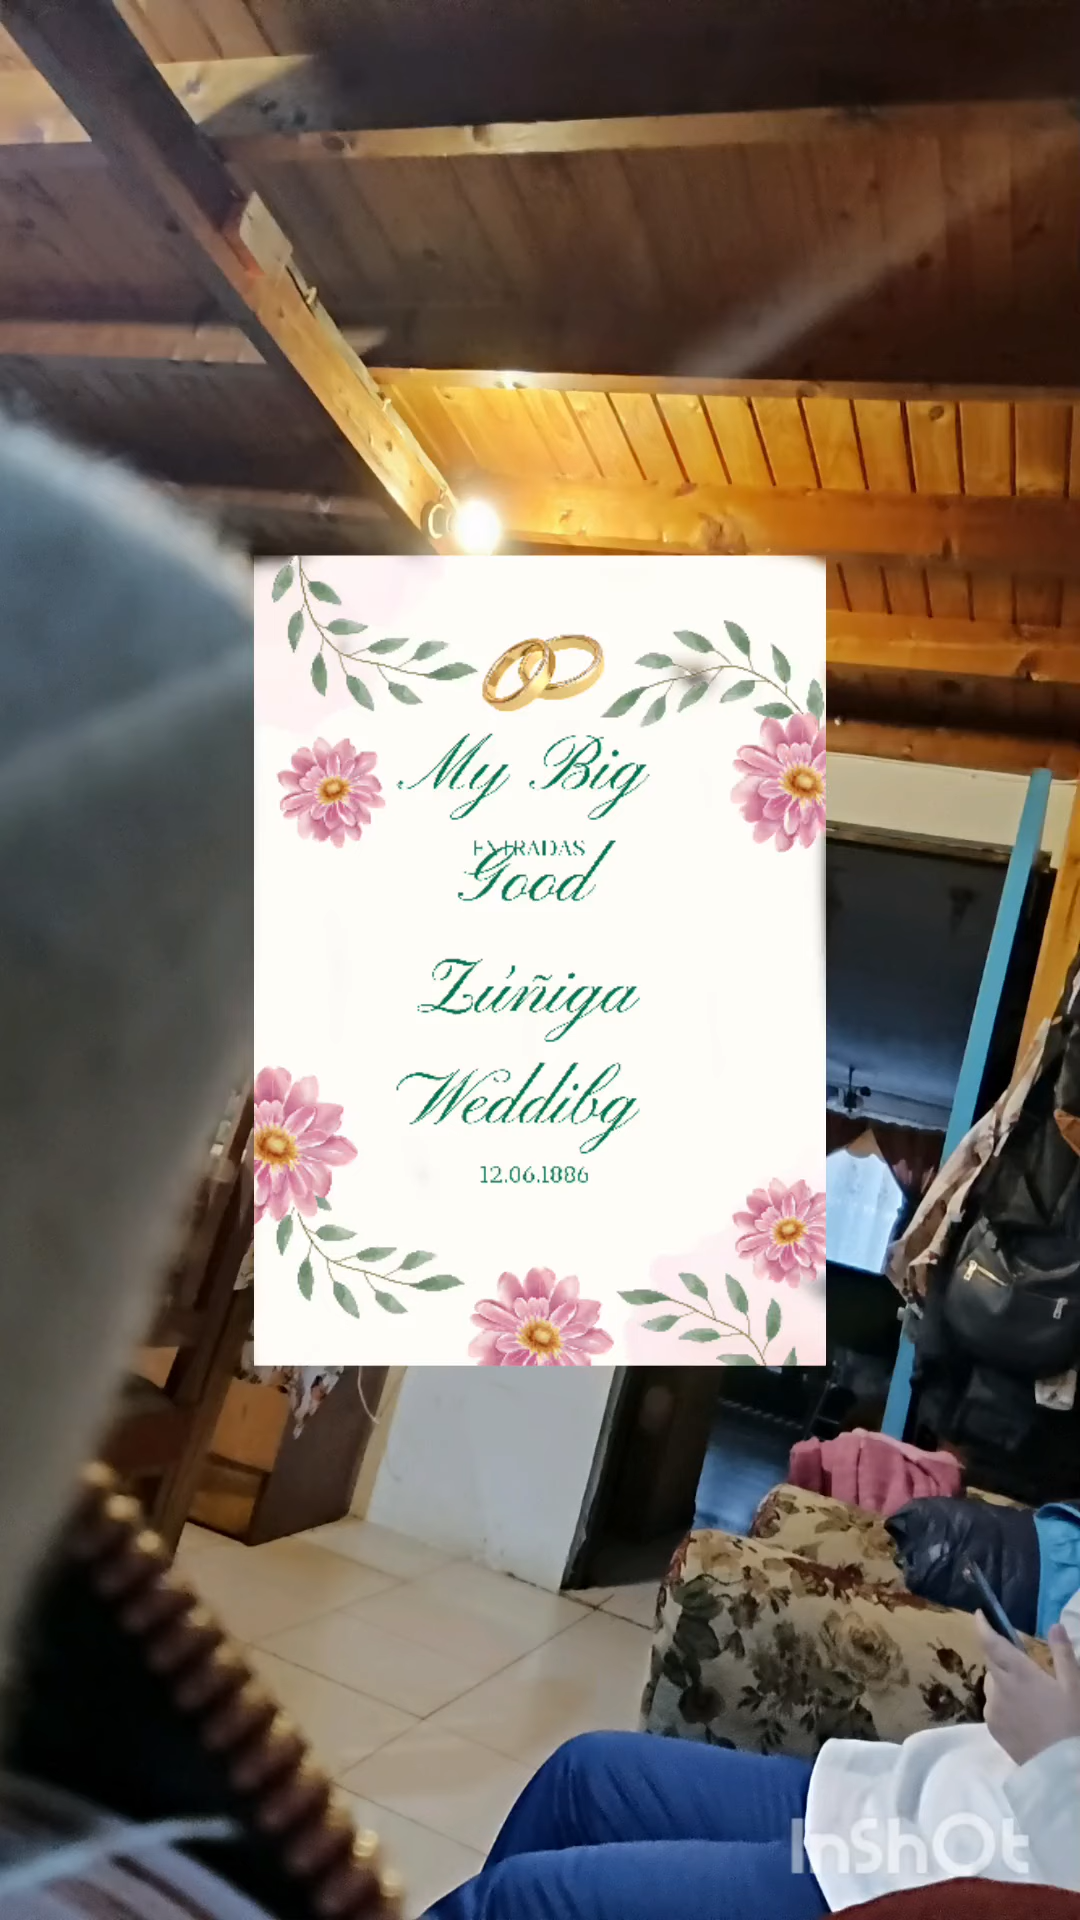 My Big
ENTRADAS
Good
Zúñiga
Weddibg
12.06.1886
InShOt